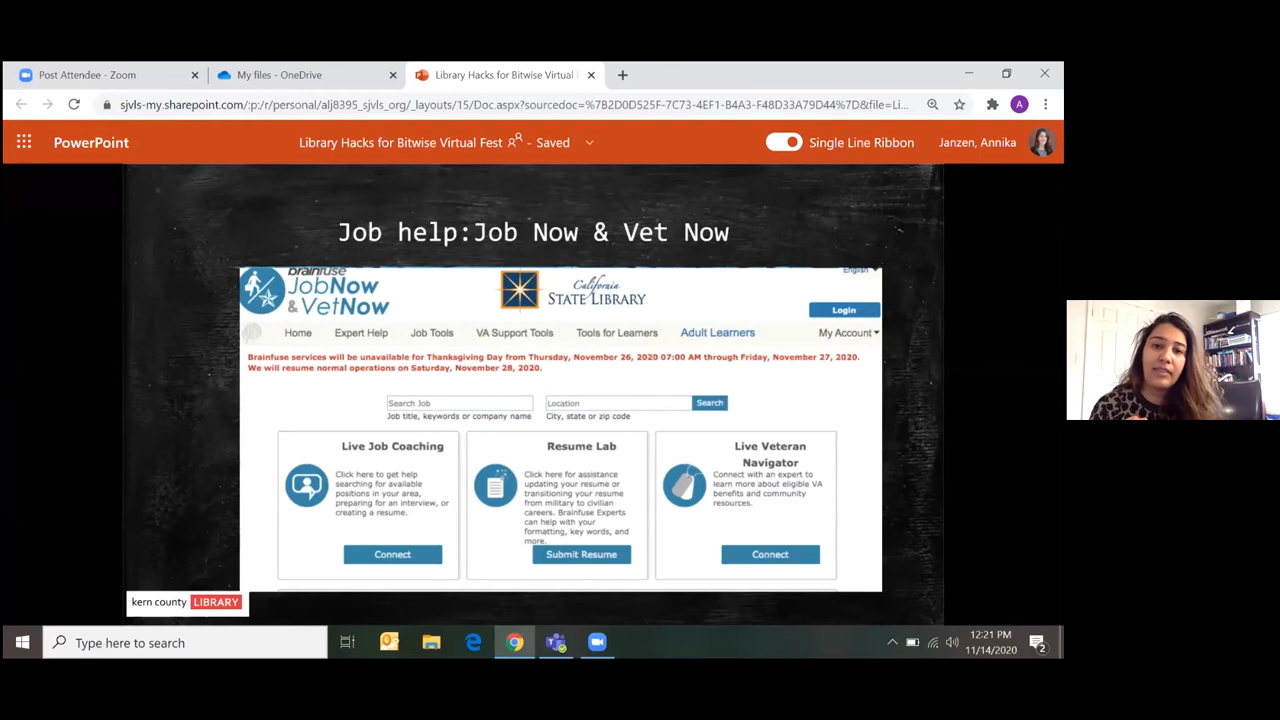 Post Attendee - Zoom
My files - OneDrive
Library Hacks for Bitwise Virtual F
sjvls-my.sharepoint.com/:p:/r/personal/alj8395_sjvls_org/_layouts/15/Doc.aspx?sourcedoc=%7B2D0D525F-7C73-4EF1-B4A3-F48D33A79D44%7D&file=Li...
A
PowerPoint
Library Hacks for Bitwise Virtual Fest - Saved
Single Line Ribbon
Janzen, Annika
Job help:Job Now & Vet Now
brainfuse
JobNow
& VetNow
California
STATE LIBRARY
English
Login
Home Expert Help Job Tools VA Support Tools Tools for Learners Adult Learners My Account
Brainfuse services will be unavailable for Thanksgiving Day from Thursday, November 26, 2020 07:00 AM through Friday, November 27, 2020.
We will resume normal operations on Saturday, November 28, 2020.
Search Job Location Search
Job title, keywords or company name City, state or zip code
Live Job Coaching
Click here to get help
searching for available
positions in your area,
preparing for an interview, or
creating a resume.
Connect
Resume Lab
Click here for assistance
updating your resume or
transitioning your resume
from military to civilian
careers. Brainfuse Experts
can help with your
formatting, key words, and
more.
Submit Resume
Live Veteran
Navigator
Connect with an expert to
learn more about eligible VA
benefits and community
resources.
Connect
kern county LIBRARY
Type here to search
12:21 PM
11/14/2020
2